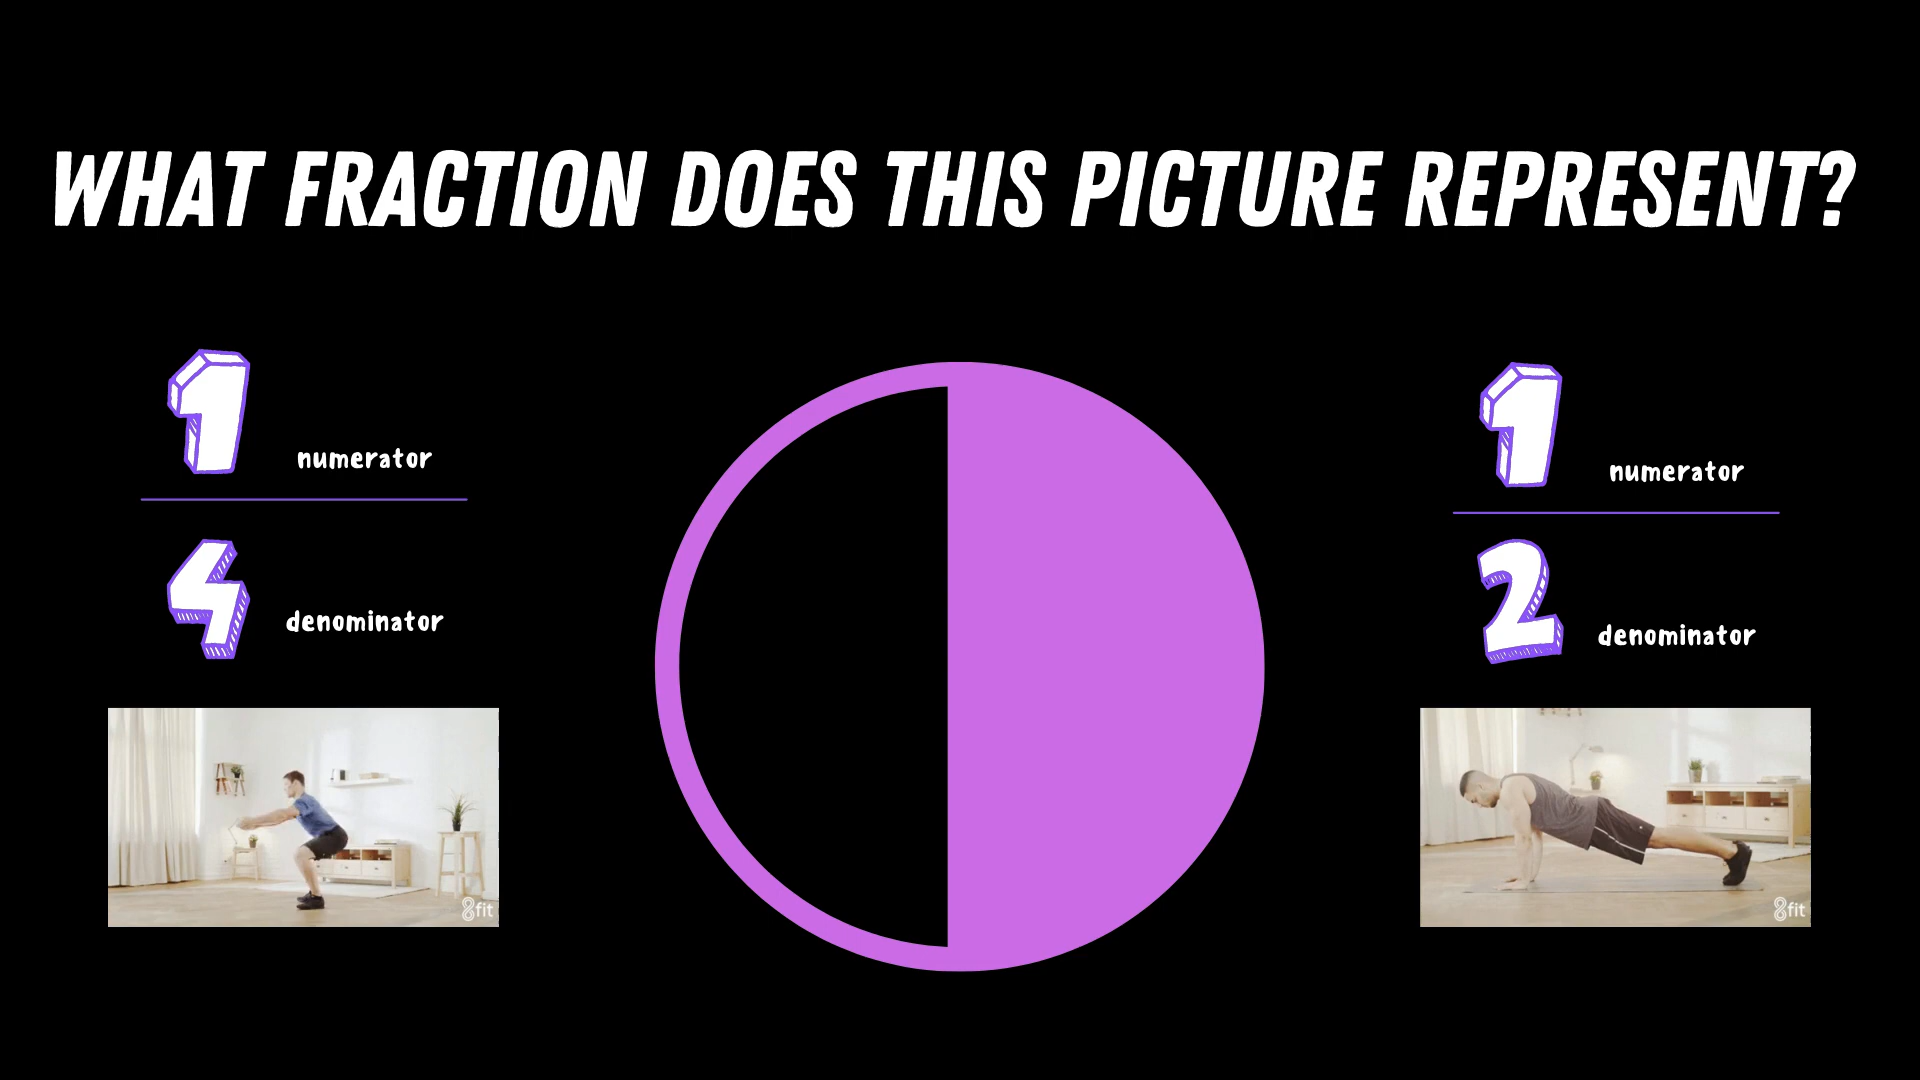 WHAT FRACTION DOES THIS PICTURE REPRESENT?
1
numerator
4
denominator
8fit
1
numerator
2
denominator
8fit